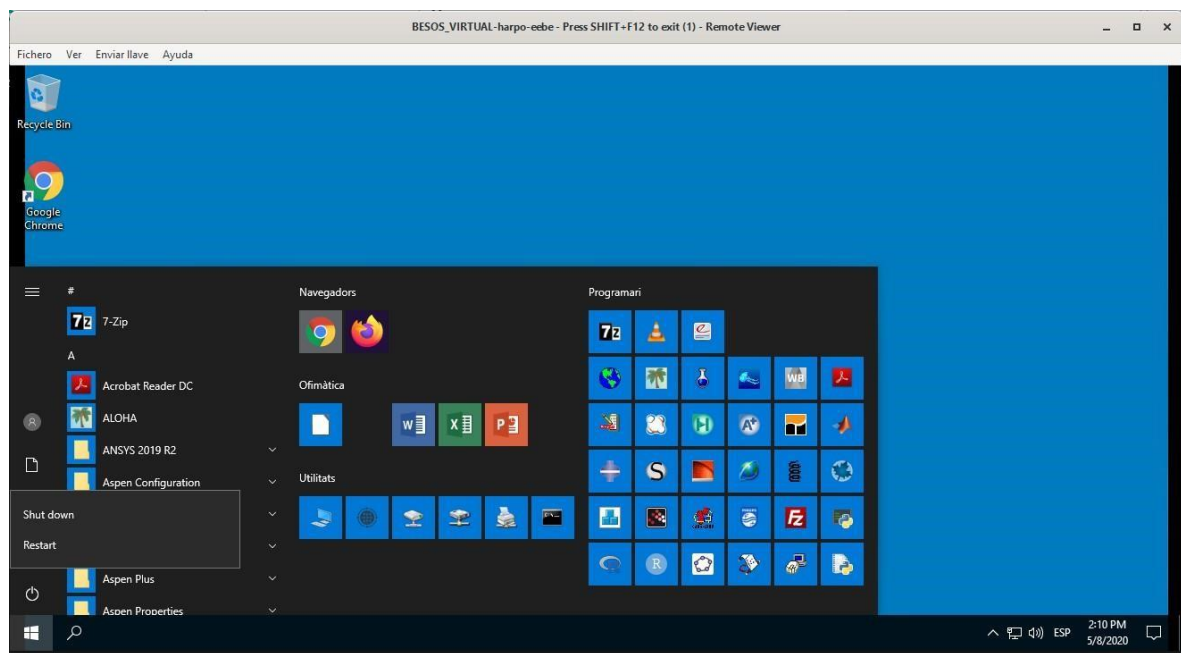 BESOS_VIRTUAL-harpo-eebe - Press SHIFT+F12 to exit (1) - Remote Viewer
Fichero Ver Enviar llave Ayuda
Recycle Bin
Google
Chrome
#
7-Zip
A
Acrobat Reader DC
ALOHA
ANSYS 2019 R2
Aspen Configuration
Shut down
Restart
Aspen Plus
Aspen Properties
Navegadors
Ofimàtica
Utilitats
Programari
ESP
2:10 PM
5/8/2020